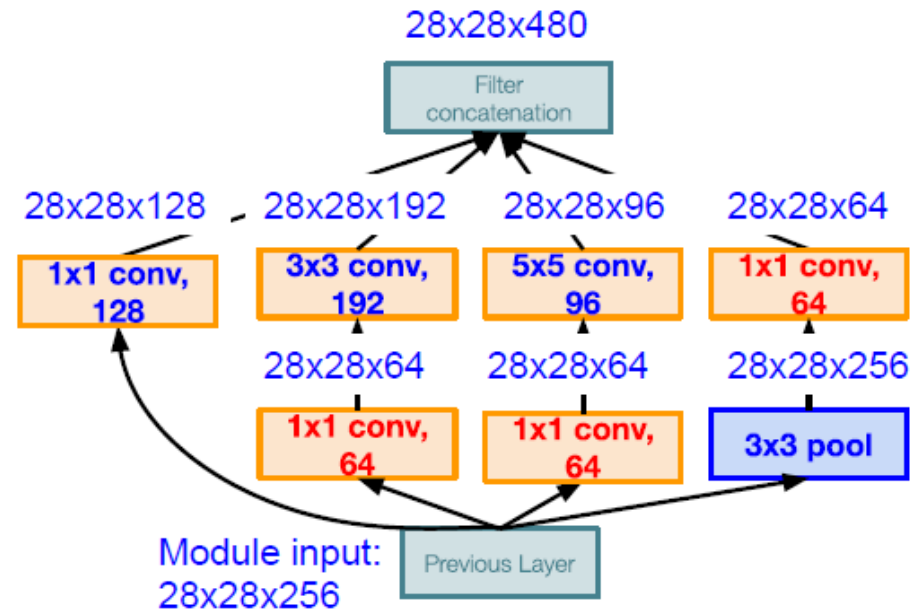 28x28x480
Filter
concatenation
28x28x128
28x28x192
28x28x96
28x28x64
1x1 conv,
128
3x3 conv,
192
5x5 conv,
96
1x1 conv,
64
28x28x64
28x28x64
28x28x256
1x1 conv,
64
1x1 conv,
64
3x3 pool
Module input:
28x28x256
Previous Layer